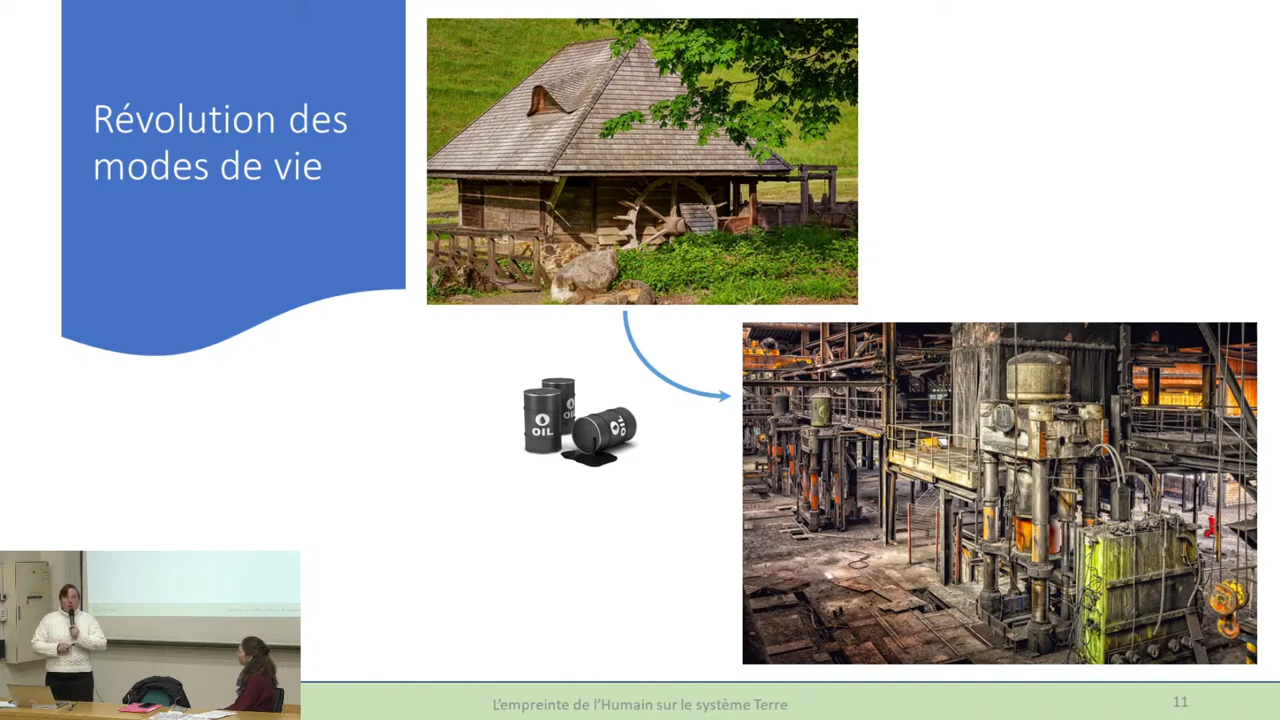 Révolution des
modes de vie
OIL
OIL
OIL
L'empreinte de l'Humain sur le système Terre
11